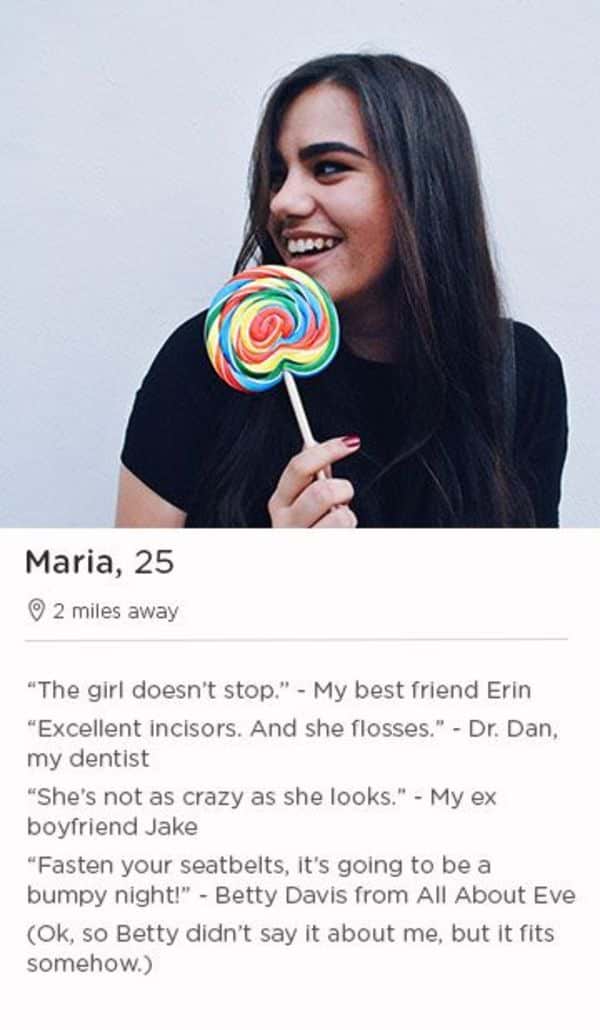 Maria, 25
2 miles away
“The girl doesn’t stop.” - My best friend Erin
“Excellent incisors. And she flosses.” - Dr. Dan,
my dentist
“She’s not as crazy as she looks.” - My ex
boyfriend Jake
“Fasten your seatbelts, it’s going to be a
bumpy night!” - Betty Davis from All About Eve
(Ok, so Betty didn’t say it about me, but it fits
somehow.)